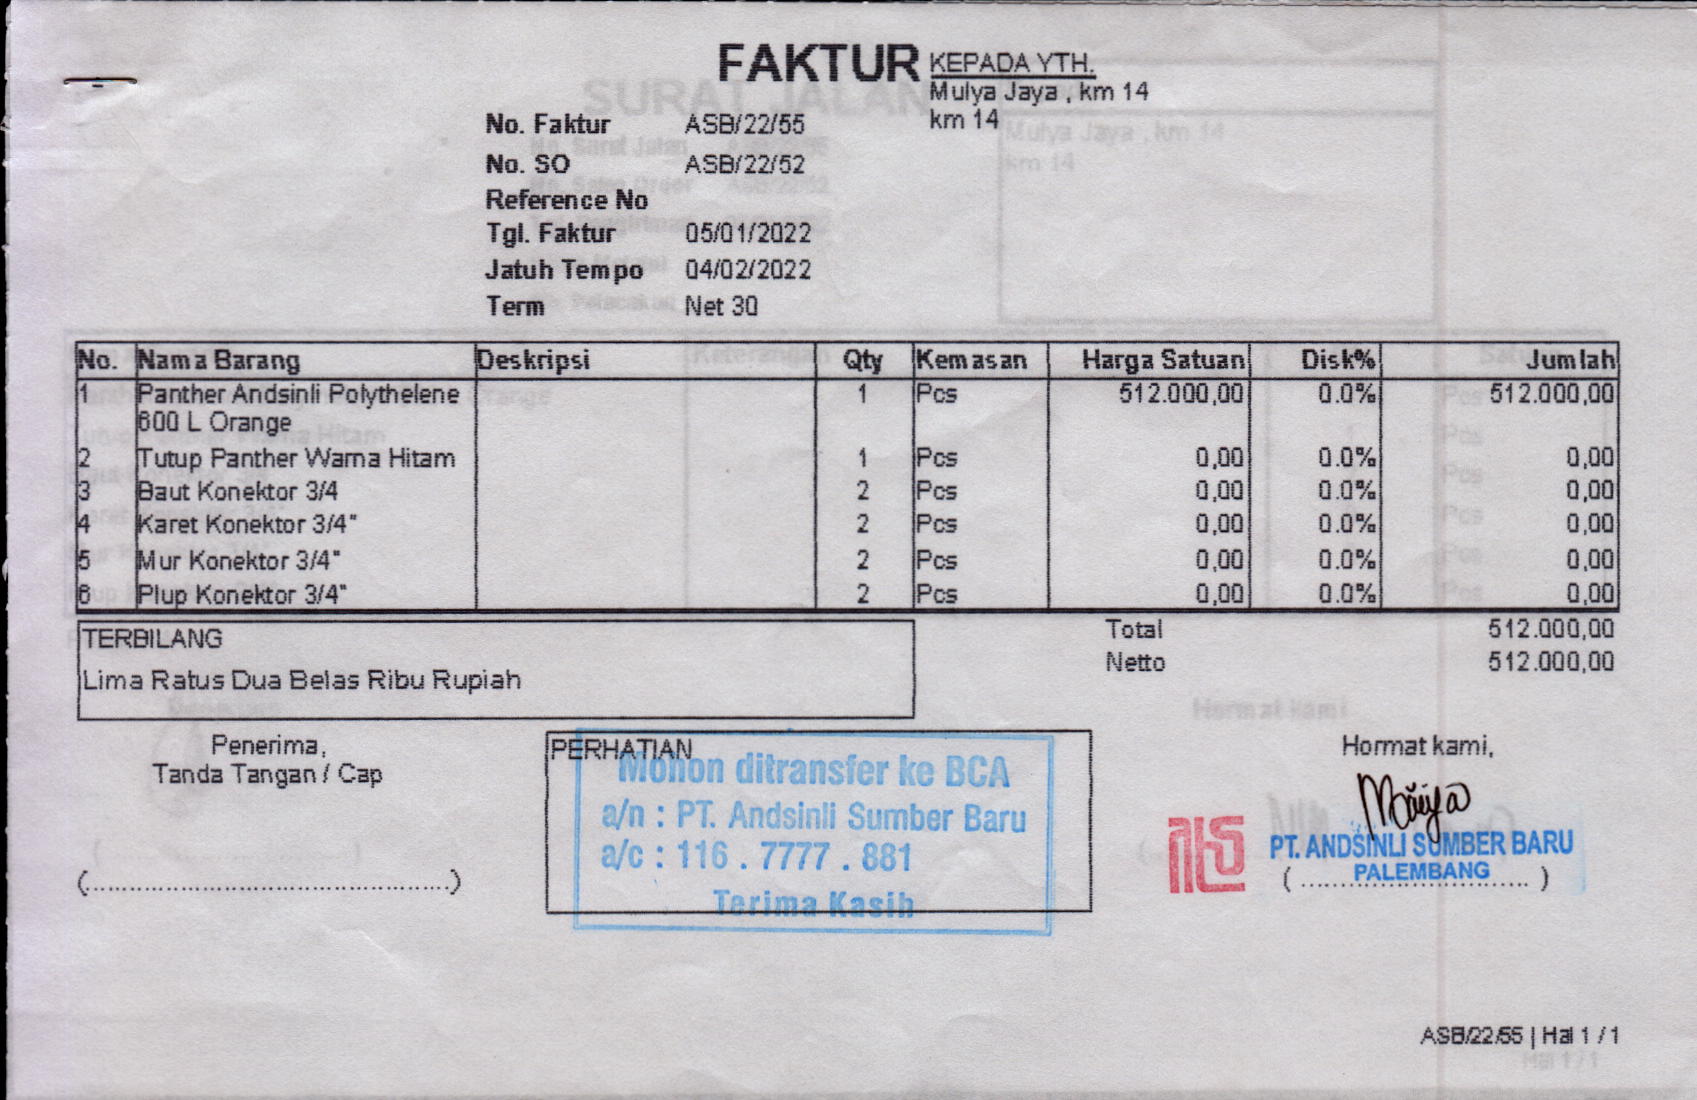 FAKTUR
KEPADA YTH.
Mulya Jaya , km 14
km 14
No. Faktur ASB/22/55
No. SO ASB/22/52
Reference No
Tgl. Faktur 05/01/2022
Jatuh Tempo 04/02/2022
Term Net 30
No. Nama Barang Deskripsi Qty Kemasan Harga Satuan Disk% Jumlah
1 Panther Andsinli Polythelene 1 Pcs 512.000,00 0.0% 512.000,00
600 L Orange
2 Tutup Panther Warna Hitam 1 Pcs 0,00 0.0% 0,00
3 Baut Konektor 3/4 2 Pcs 0,00 0.0% 0,00
4 Karet Konektor 3/4" 2 Pcs 0,00 0.0% 0,00
5 Mur Konektor 3/4" 2 Pcs 0,00 0.0% 0,00
6 Plup Konektor 3/4" 2 Pcs 0,00 0.0% 0,00
TERBILANG
Lima Ratus Dua Belas Ribu Rupiah
Total 512.000,00
Netto 512.000,00
Penerima,
Tanda Tangan / Cap
(....................................................)
PERHATIAN
Mohon ditransfer ke BCA
a/n : PT. Andsinli Sumber Baru
a/c : 116 . 7777 . 881
Terima Kasih
Hormat kami,
PT. ANDSINLI SUMBER BARU
PALEMBANG
( ................................ )
ASB/22/55 | Hal 1 / 1